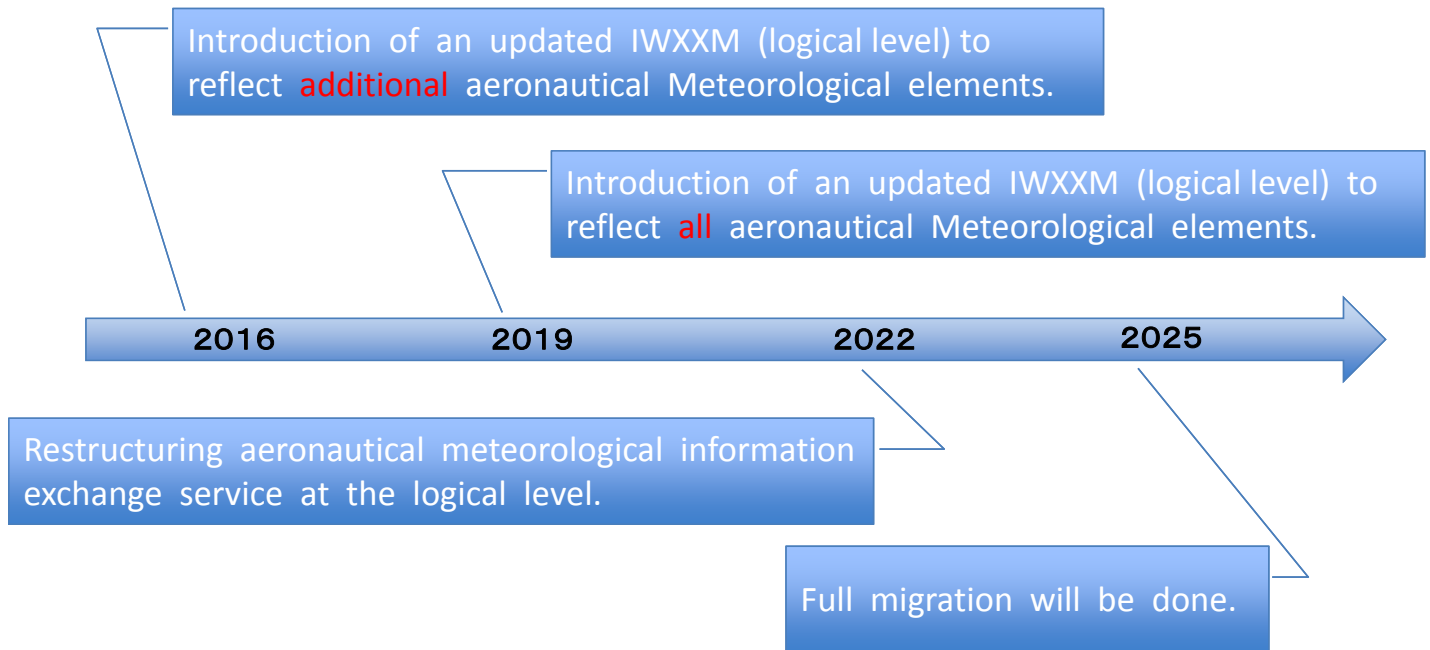 Introduction of an updated IWXXM (logical level) to
reflect additional aeronautical Meteorological elements.
Introduction of an updated IWXXM (logical level) to
reflect all aeronautical Meteorological elements.
2016 2019 2022 2025
Restructuring aeronautical meteorological information
exchange service at the logical level.
Full migration will be done.